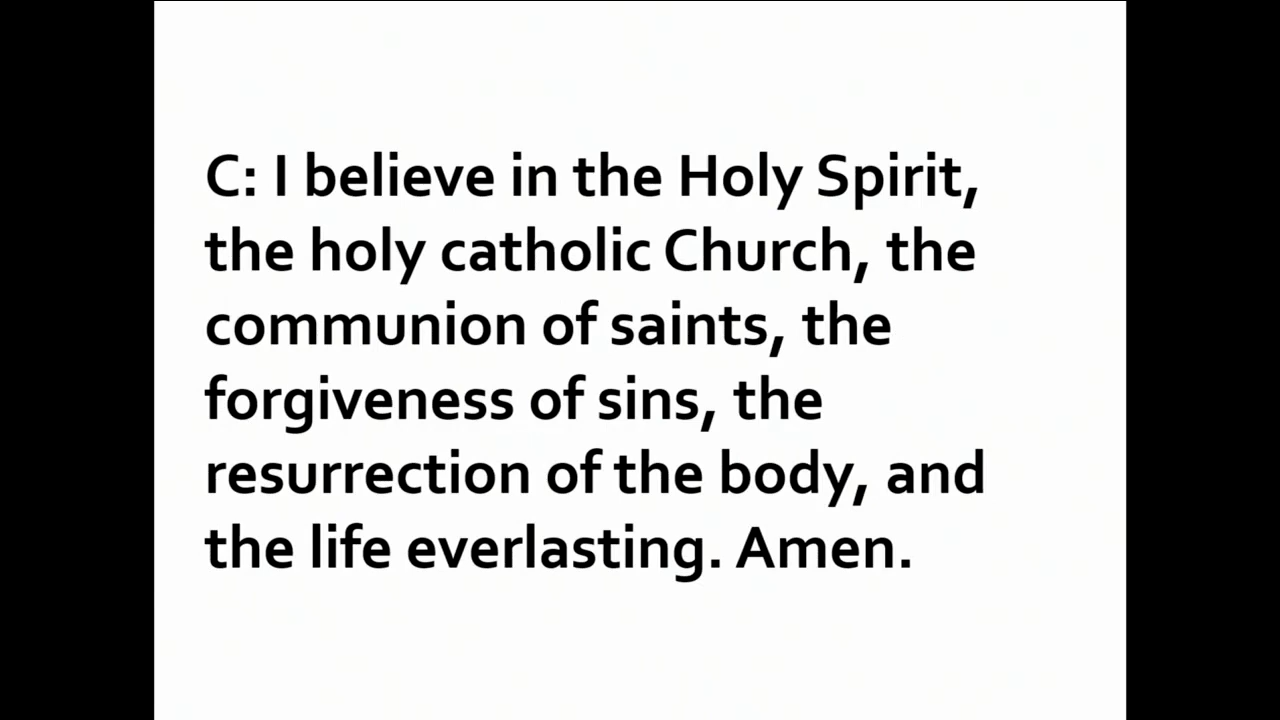 C: I believe in the Holy Spirit,
the holy catholic Church, the
communion of saints, the
forgiveness of sins, the
resurrection of the body, and
the life everlasting. Amen.